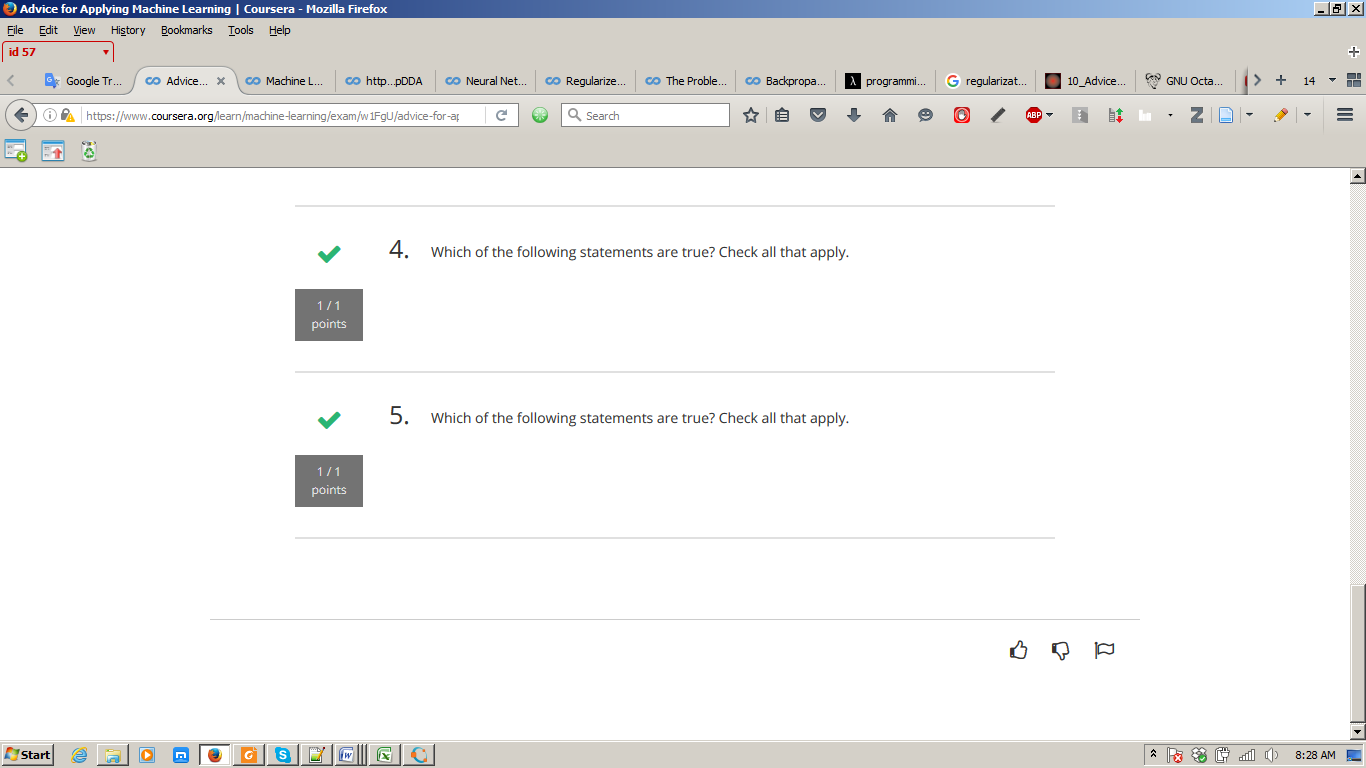 Advice for Applying Machine Learning | Coursera - Mozilla Firefox
File Edit View History Bookmarks Tools Help
id 57
Google Tr... Advice... Machine L... http...pDDA Neural Net... Regularize... The Proble... Backpropa... programmi... regularizat... 10_Advice... GNU Octa... 14
https://www.coursera.org/learn/machine-learning/exam/w1FgU/advice-for-ap Search ABP
4. Which of the following statements are true? Check all that apply.
1 / 1
points
5. Which of the following statements are true? Check all that apply.
1 / 1
points
Start 8:28 AM